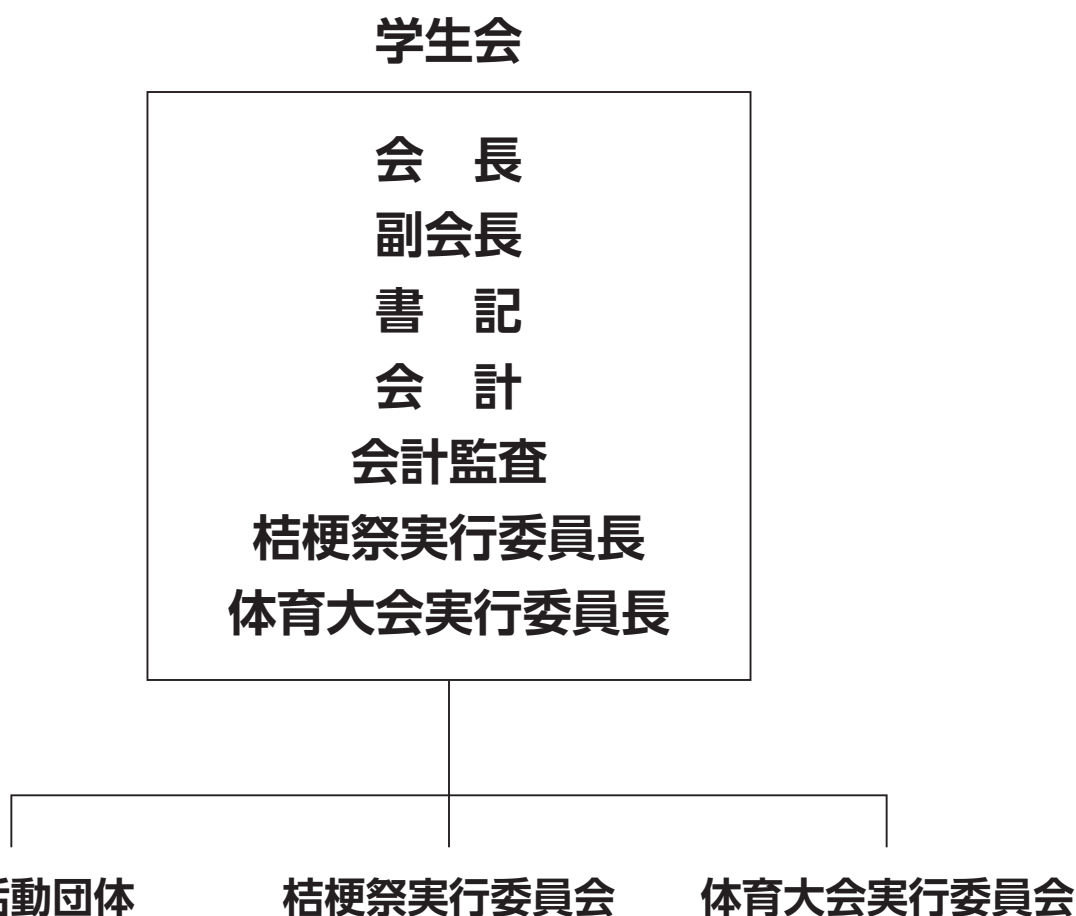 学生会
会　長
副会長
書　記
会　計
会計監査
桔梗祭実行委員長
体育大会実行委員長
活動団体　桔梗祭実行委員会　体育大会実行委員会